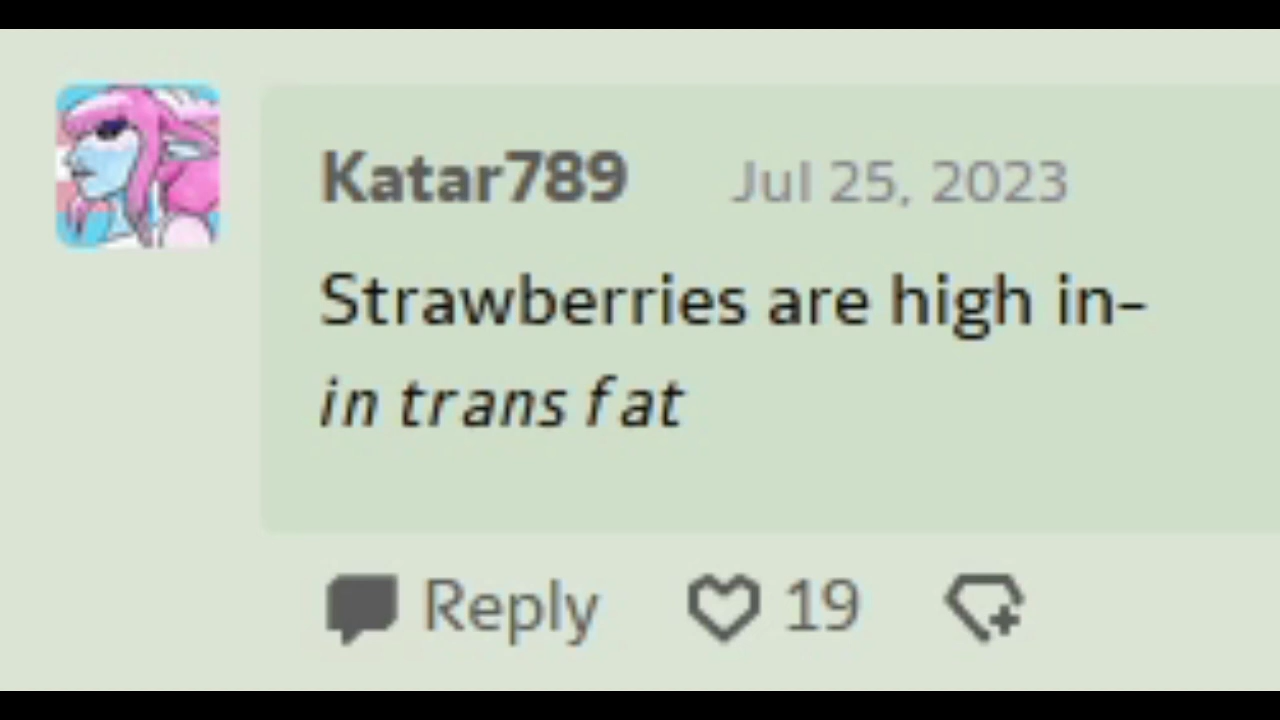 Katar789 Jul 25, 2023
Strawberries are high in–
in trans fat
Reply 19